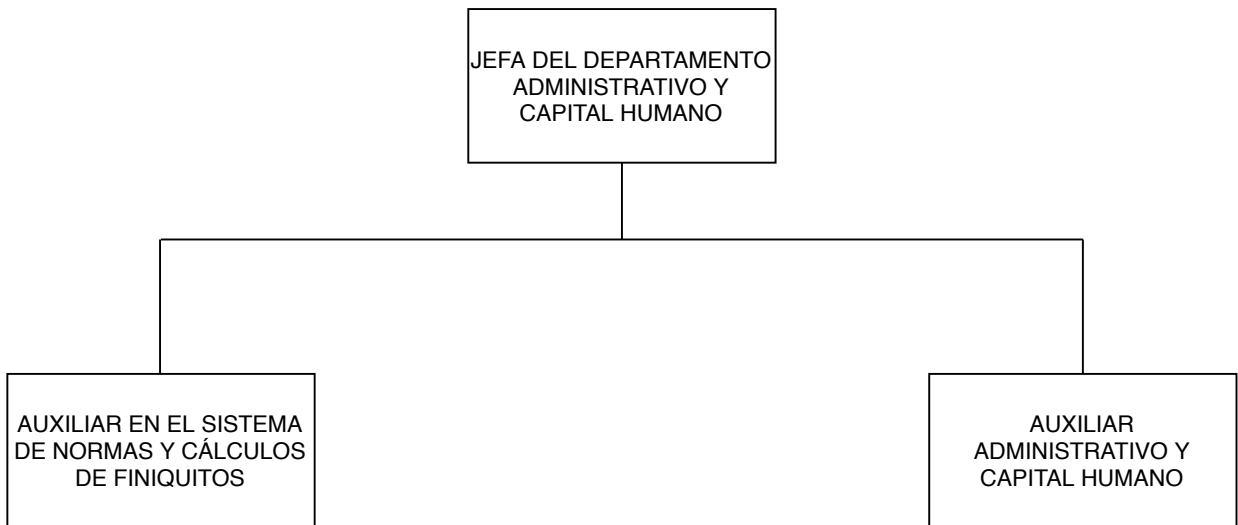 JEFA DEL DEPARTAMENTO
ADMINISTRATIVO Y
CAPITAL HUMANO
AUXILIAR EN EL SISTEMA
DE NORMAS Y CÁLCULOS
DE FINIQUITOS
AUXILIAR
ADMINISTRATIVO Y
CAPITAL HUMANO